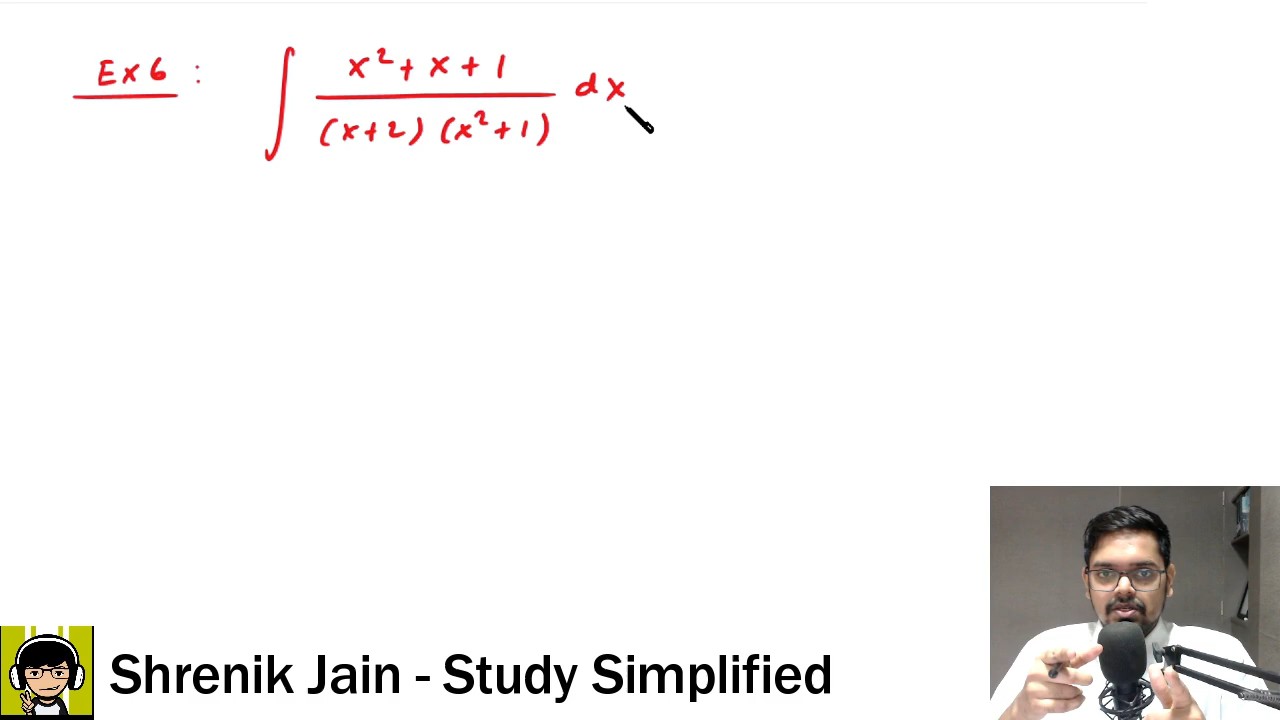 Ex 6 : ∫ x² + x + 1 / (x+2) (x²+1) dx
Shrenik Jain - Study Simplified